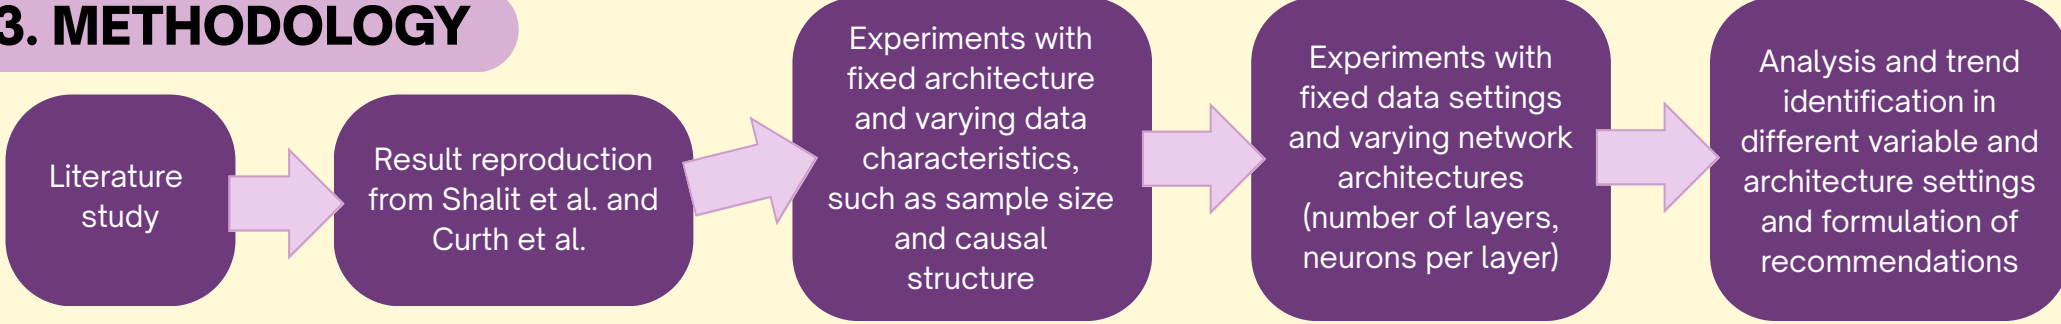 3. METHODOLOGY
Literature
study
Result reproduction
from Shalit et al. and
Curth et al.
Experiments with
fixed architecture
and varying data
characteristics,
such as sample size
and causal
structure
Experiments with
fixed data settings
and varying network
architectures
(number of layers,
neurons per layer)
Analysis and trend
identification in
different variable and
architecture settings
and formulation of
recommendations